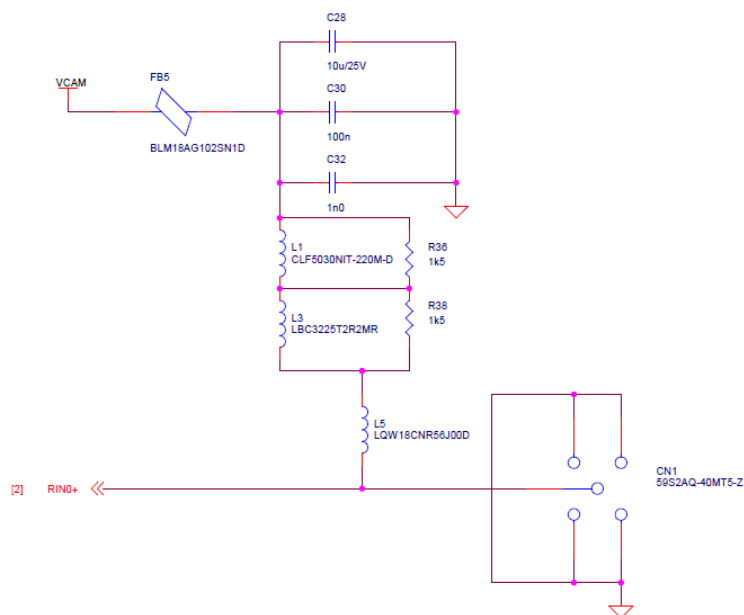 C28
10u/25V
VCAM
FB5
BLM18AG102SN1D
C30
100n
C32
1n0
L1
CLF5030NIT-220M-D
R36
1k5
L3
LBC3225T2R2MR
R38
1k5
L5
LQW18CNR56J00D
[2] RIN0+
CN1
59S2AQ-40MT5-Z